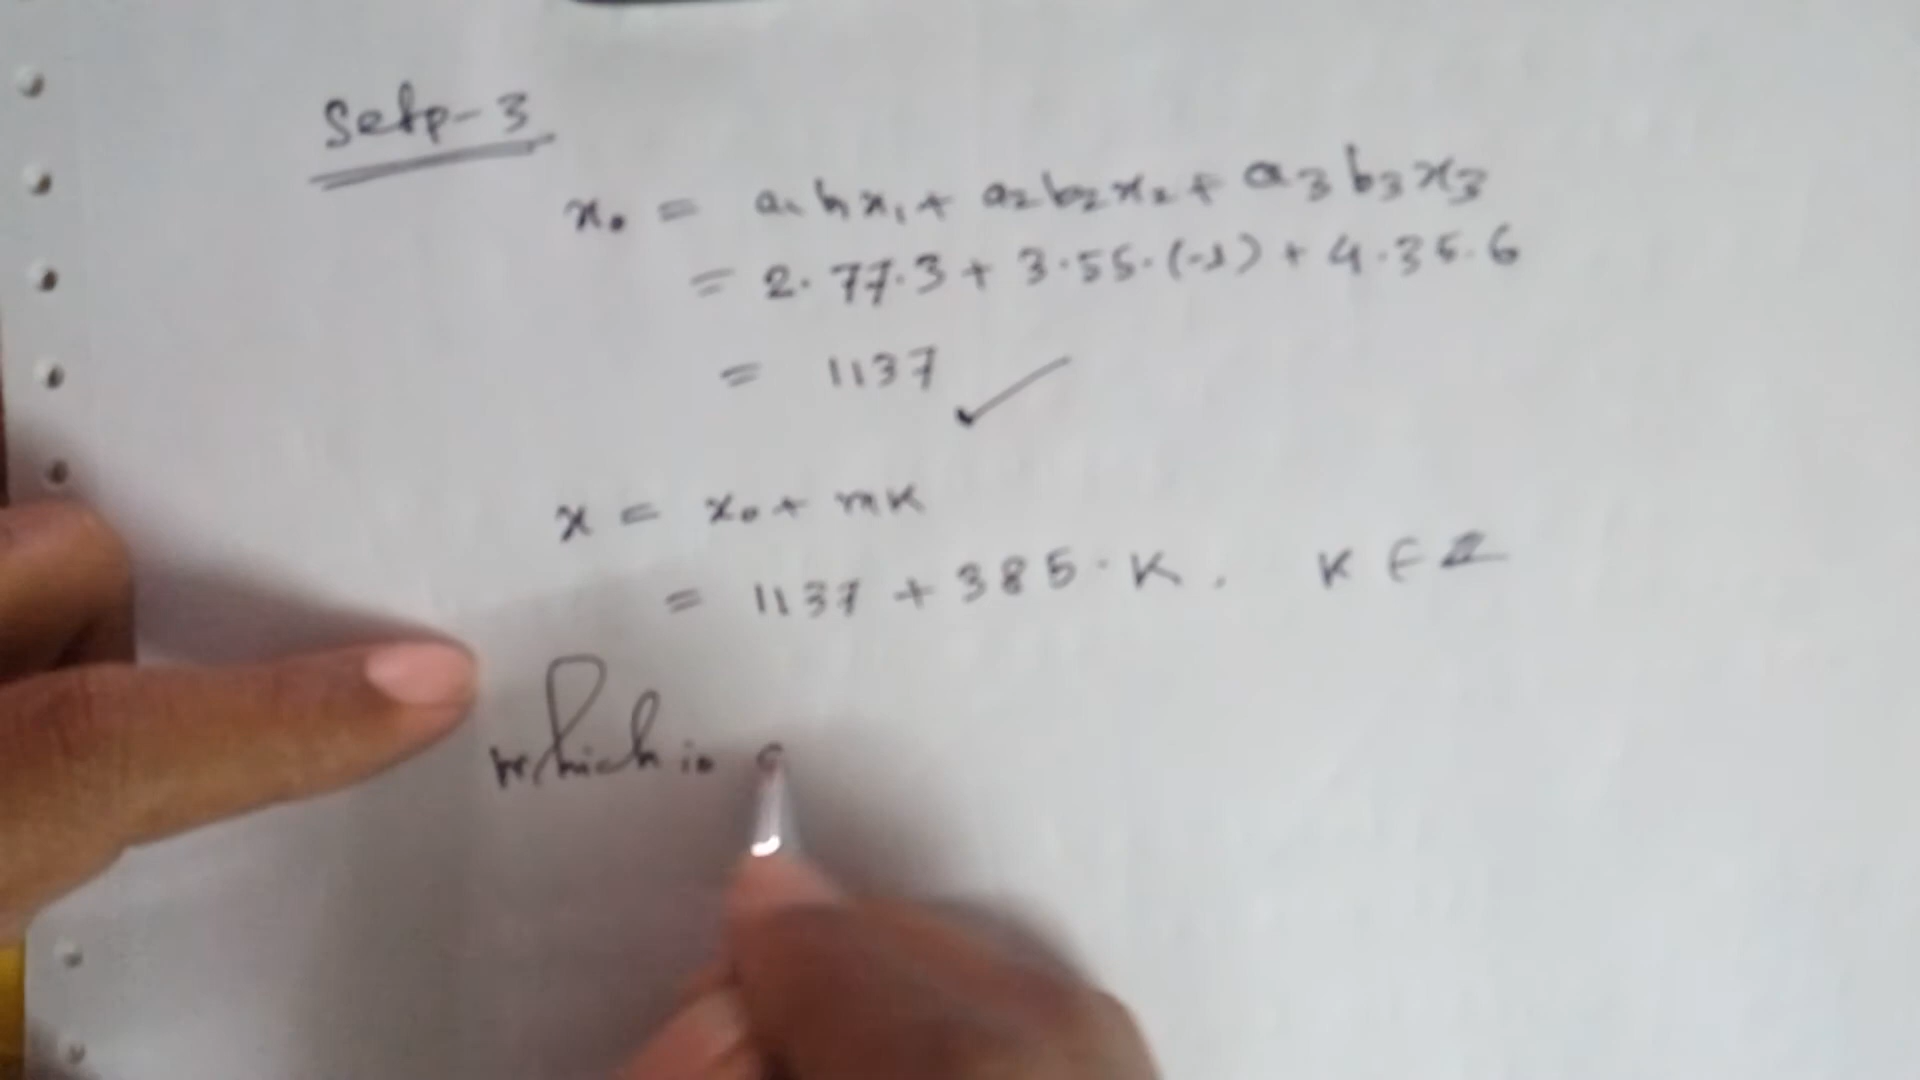 Setp-3
x₀ = a₁b₁x₁ + a₂b₂x₂ + a₃b₃x₃
= 2.77.3 + 3.55.(-1) + 4.35.6
= 1137 ✓
x = x₀ + mK
= 1137 + 385.K, K ∈ Z
which is